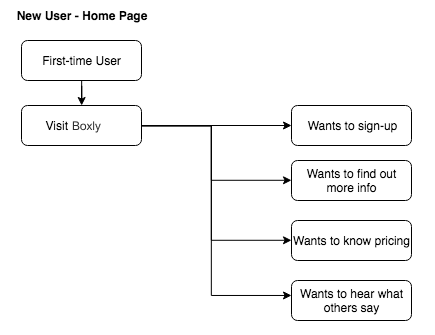 New User - Home Page
First-time User
Visit Boxly
Wants to sign-up
Wants to find out
more info
Wants to know pricing
Wants to hear what
others say